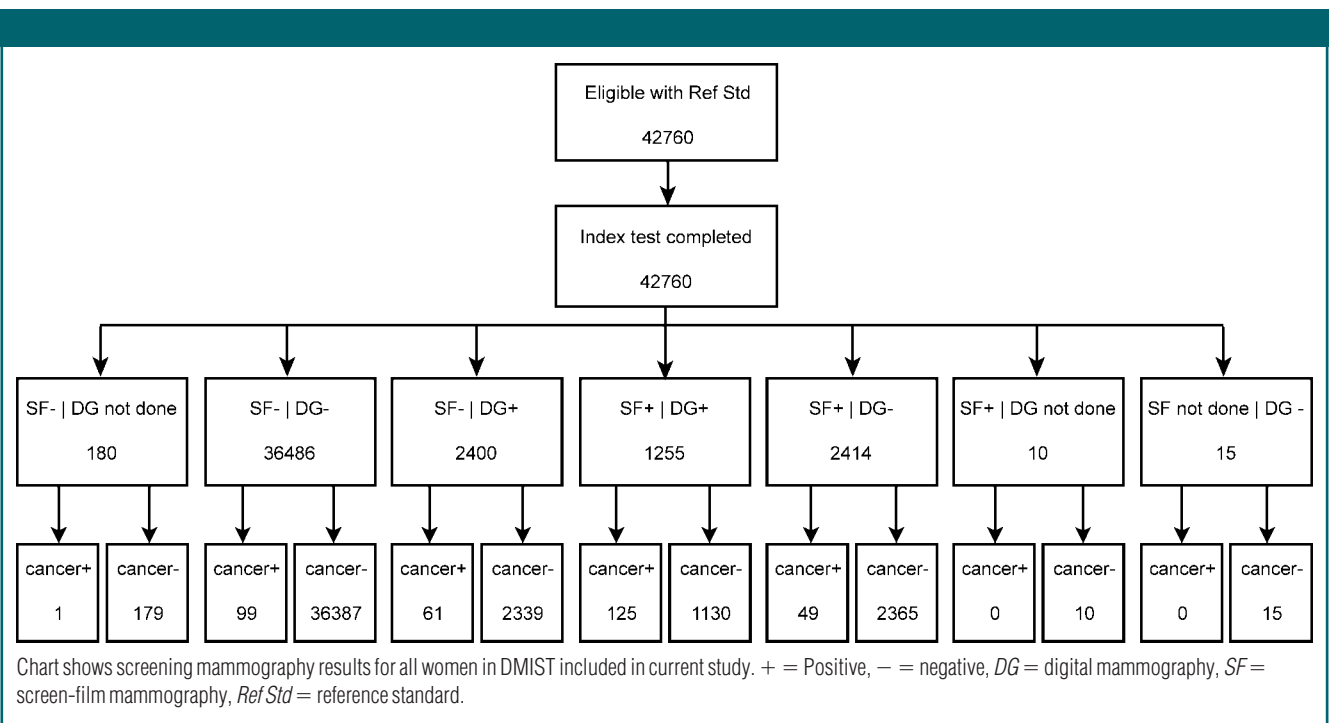 Eligible with Ref Std
42760
Index test completed
42760
SF- | DG not done
180
SF- | DG-
36486
SF- | DG+
2400
SF+ | DG+
1255
SF+ | DG-
2414
SF+ | DG not done
10
SF not done | DG -
15
cancer+
1
cancer-
179
cancer+
99
cancer-
36387
cancer+
61
cancer-
2339
cancer+
125
cancer-
1130
cancer+
49
cancer-
2365
cancer+
0
cancer-
10
cancer+
0
cancer-
15
Chart shows screening mammography results for all women in DMIST included in current study. + = Positive, − = negative, DG = digital mammography, SF =
screen-film mammography, Ref Std = reference standard.